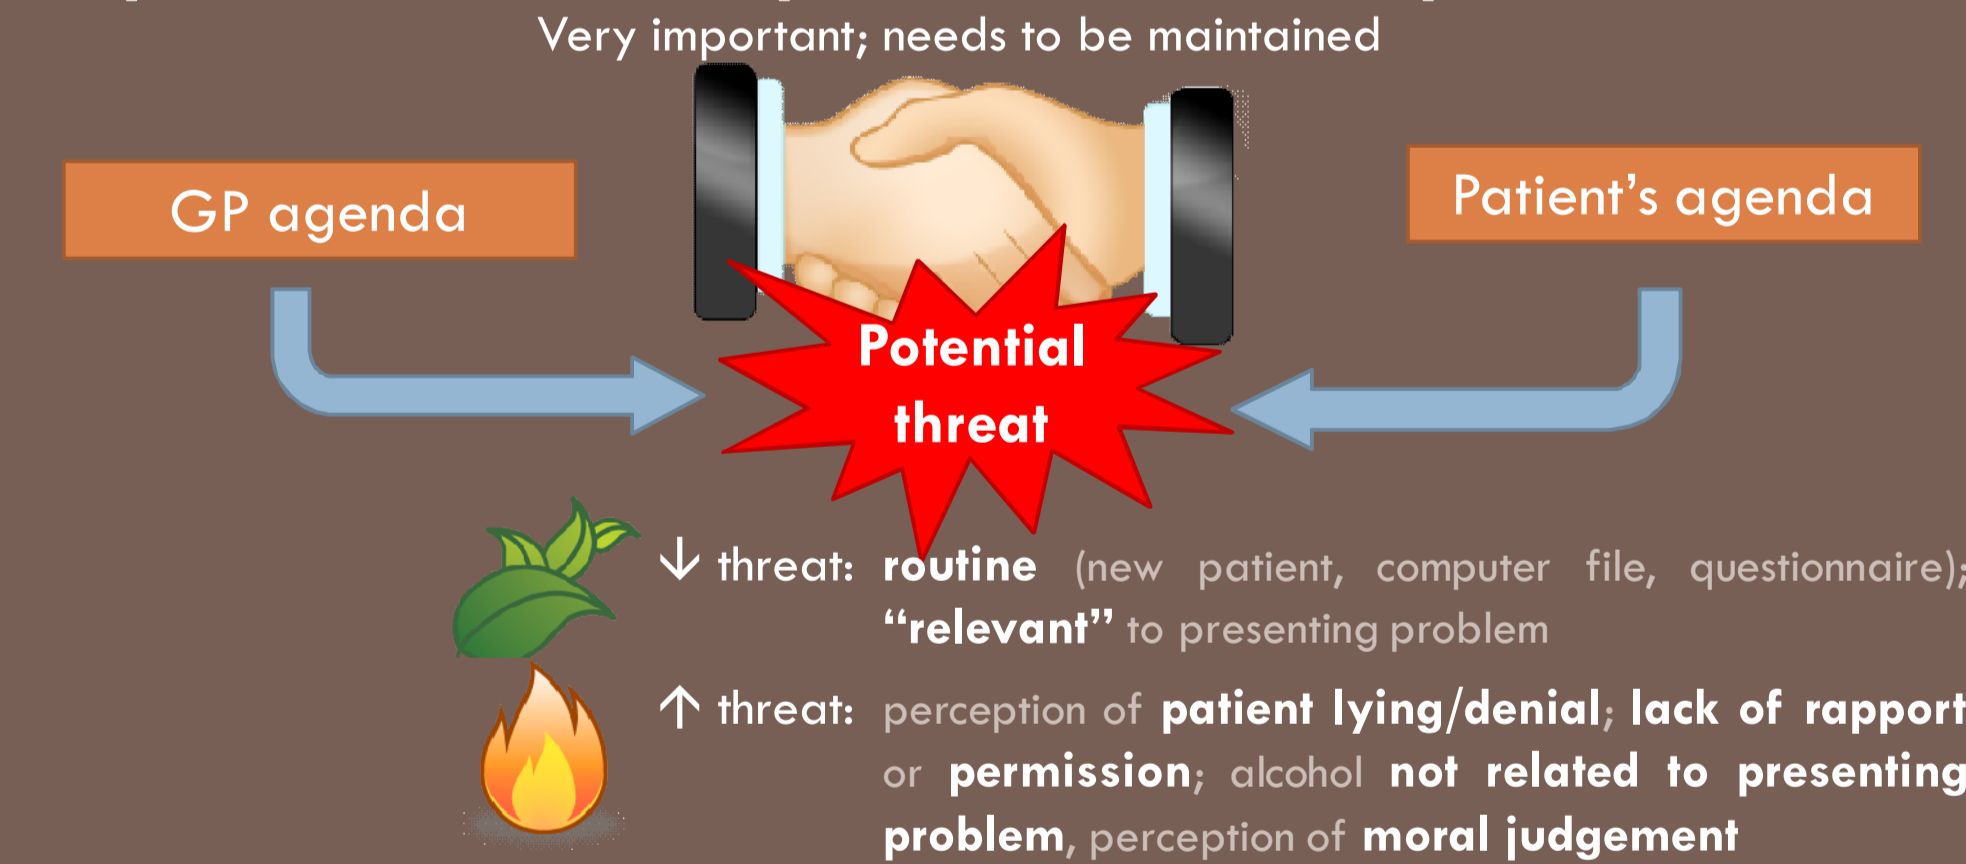 Very important; needs to be maintained
GP agenda
Patient’s agenda
Potential
threat
↓ threat: routine (new patient, computer file, questionnaire);
“relevant” to presenting problem
↑ threat: perception of patient lying/denial; lack of rapport
or permission; alcohol not related to presenting
problem, perception of moral judgement